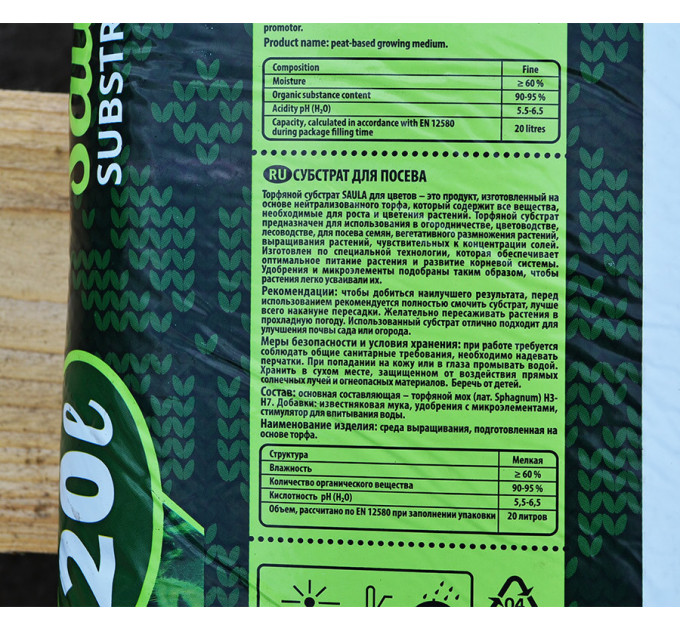 Saula
SUBSTR
20ℓ
promotor.
Product name: peat-based growing medium.
Composition Fine
Moisture ≥ 60 %
Organic substance content 90-95 %
Acidity pH (H₂O) 5.5-6.5
Capacity, calculated in accordance with EN 12580
during package filling time 20 litres
RU СУБСТРАТ ДЛЯ ПОСЕВА
Торфяной субстрат SAULA для цветов – это продукт, изготовленный на
основе нейтрализованного торфа, который содержит все вещества,
необходимые для роста и цветения растений. Торфяной субстрат
предназначен для использования в огородничестве, цветоводстве,
лесоводстве, для посева семян, вегетативного размножения растений,
выращивания растений, чувствительных к концентрации солей.
Изготовлен по специальной технологии, которая обеспечивает
оптимальное питание растения и развитие корневой системы.
Удобрения и микроэлементы подобраны таким образом, чтобы
растения легко усваивали их.
Рекомендации: чтобы добиться наилучшего результата, перед
использованием рекомендуется полностью смочить субстрат, лучше
всего накануне пересадки. Желательно пересаживать растения в
прохладную погоду. Использованный субстрат отлично подходит для
улучшения почвы сада или огорода.
Меры безопасности и условия хранения: при работе требуется
соблюдать общие санитарные требования, необходимо надевать
перчатки. При попадании на кожу или в глаза промывать водой.
Хранить в сухом месте, защищенном от воздействия прямых
солнечных лучей и огнеопасных материалов. Беречь от детей.
Состав: основная составляющая – торфяной мох (лат. Sphagnum) H3-
H7. Добавки: известняковая мука, удобрения с микроэлементами,
стимулятор для впитывания воды.
Наименование изделия: среда выращивания, подготовленная на
основе торфа.
Структура Мелкая
Влажность ≥ 60 %
Количество органического вещества 90-95 %
Кислотность pH (H₂O) 5,5-6,5
Объем, рассчитано по EN 12580 при заполнении упаковки 20 литров
04